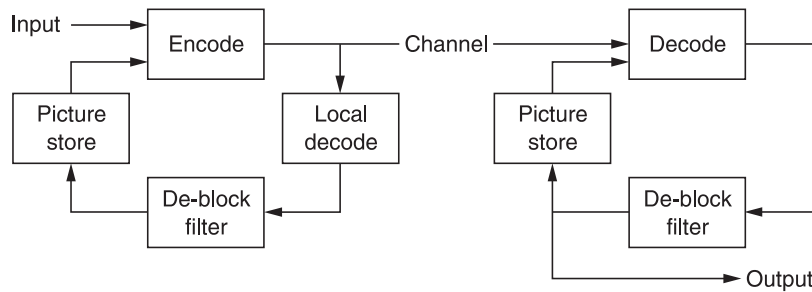 Input
Encode
Channel
Decode
Picture
store
Local
decode
Picture
store
De-block
filter
De-block
filter
Output